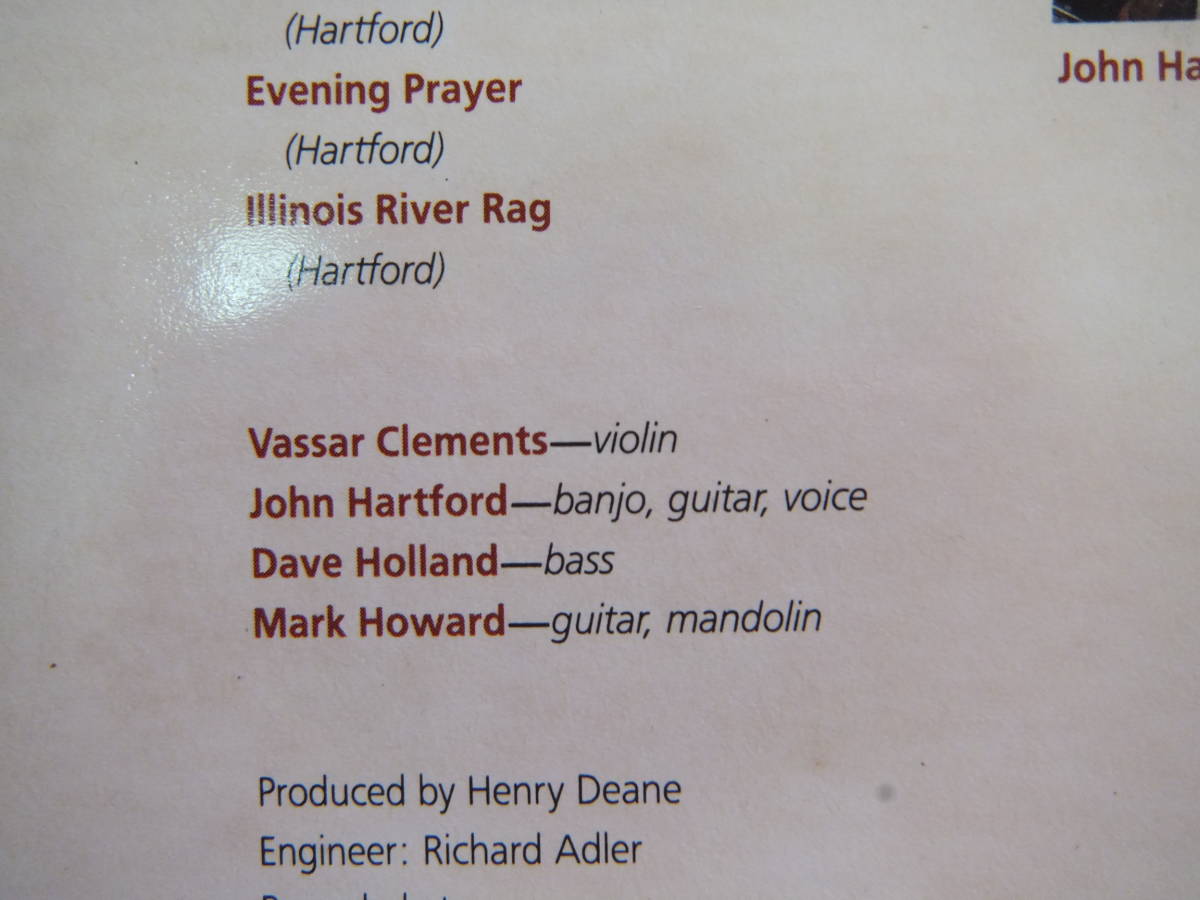 (Hartford)
Evening Prayer
(Hartford)
Illinois River Rag
(Hartford)
John Ha
Vassar Clements—violin
John Hartford—banjo, guitar, voice
Dave Holland—bass
Mark Howard—guitar, mandolin
Produced by Henry Deane
Engineer: Richard Adler